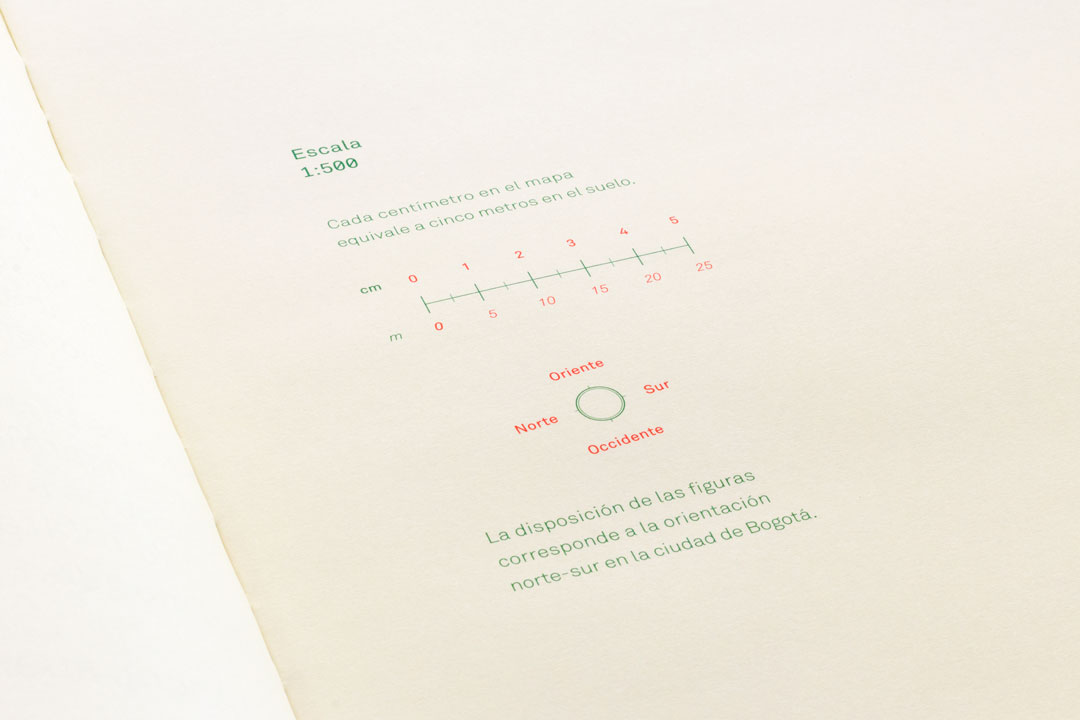 Escala
1:500
Cada centímetro en el mapa
equivale a cinco metros en el suelo.
cm 0 1 2 3 4 5
m 0 5 10 15 20 25
Oriente
Norte Sur
Occidente
La disposición de las figuras
corresponde a la orientación
norte-sur en la ciudad de Bogotá.